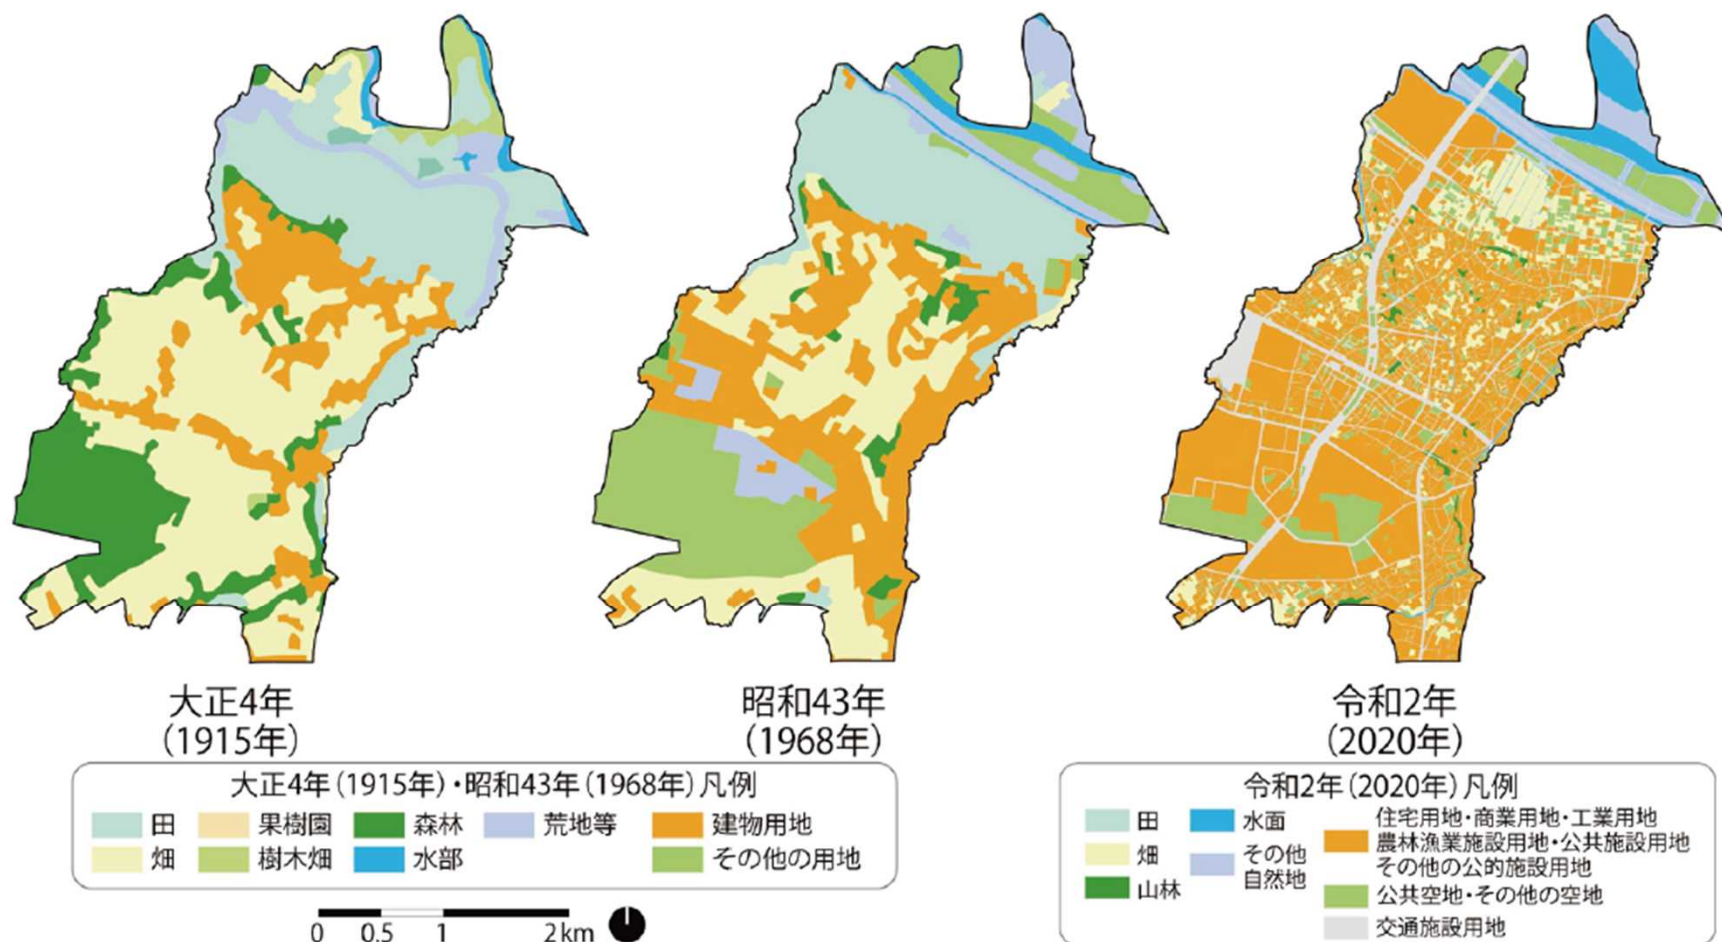 大正4年
(1915年)
昭和43年
(1968年)
令和2年
(2020年)
大正4年(1915年)・昭和43年(1968年)凡例
田
果樹園
森林
荒地等
建物用地
畑
樹木畑
水部
その他の用地
0 0.5 1 2km
令和2年(2020年)凡例
田
水面
住宅用地・商業用地・工業用地
農林漁業施設用地・公共施設用地
その他の公的施設用地
畑
その他
自然地
山林
公共空地・その他の空地
交通施設用地